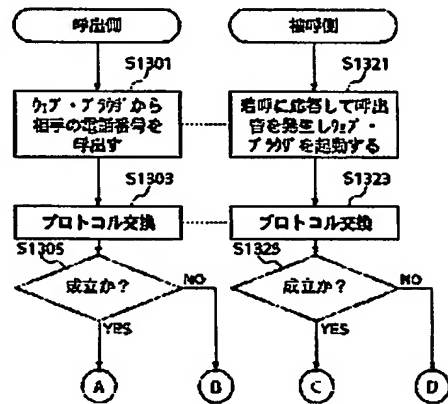 呼出側
被呼側
S1301
S1321
ウェブ・ブラウザから
相手の電話番号を
呼出す
着呼に応答して呼出
音を発生しウェブ・
ブラウザを起動する
S1303
S1323
プロトコル交換
プロトコル交換
S1305
S1325
成立か？
NO
成立か？
NO
YES
YES
A
B
C
D